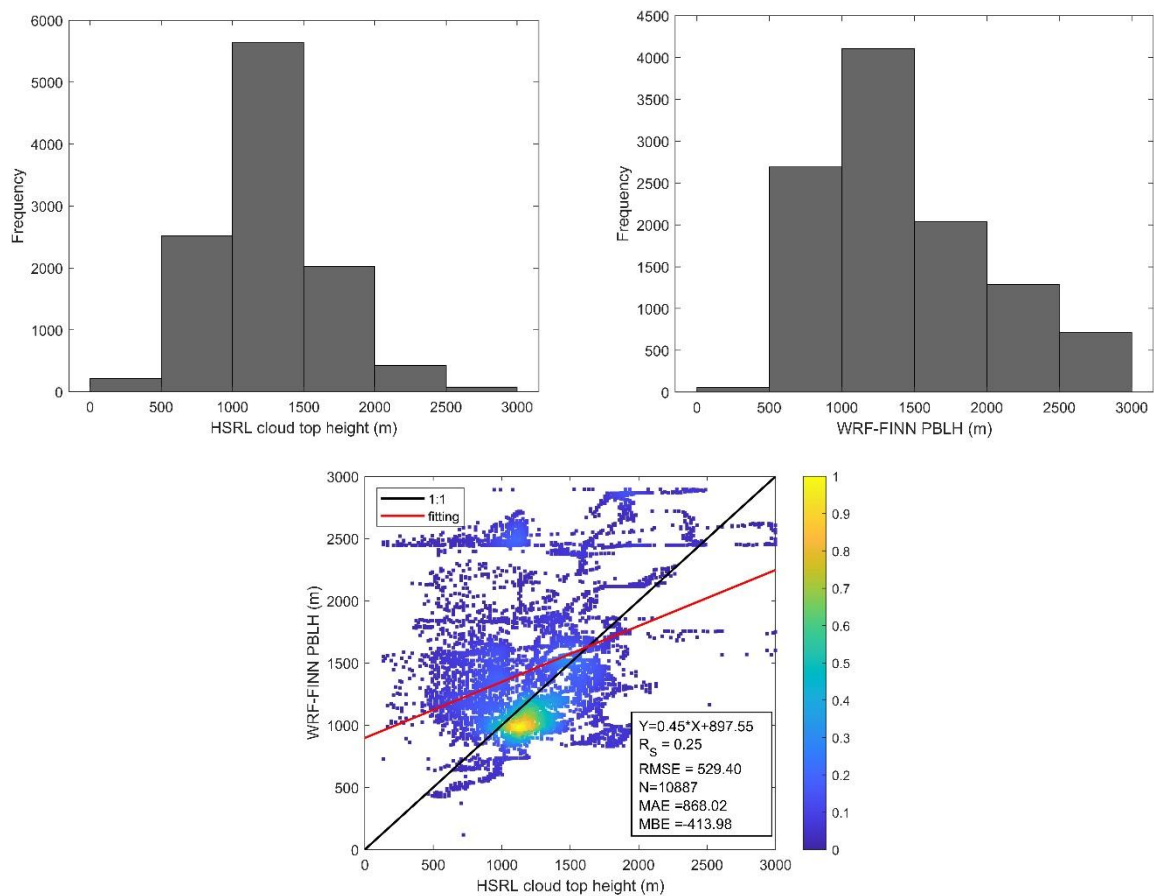 6000
5000
4000
3000
2000
1000
0
Frequency
0 500 1000 1500 2000 2500 3000
HSRL cloud top height (m)
4500
4000
3500
3000
2500
2000
1500
1000
500
0
Frequency
0 500 1000 1500 2000 2500 3000
WRF-FINN PBLH (m)
3000
2500
2000
1500
1000
500
0
WRF-FINN PBLH (m)
1:1
fitting
Y=0.45*X+897.55
R_S = 0.25
RMSE = 529.40
N=10887
MAE =868.02
MBE =-413.98
0 500 1000 1500 2000 2500 3000
HSRL cloud top height (m)
1
0.9
0.8
0.7
0.6
0.5
0.4
0.3
0.2
0.1
0